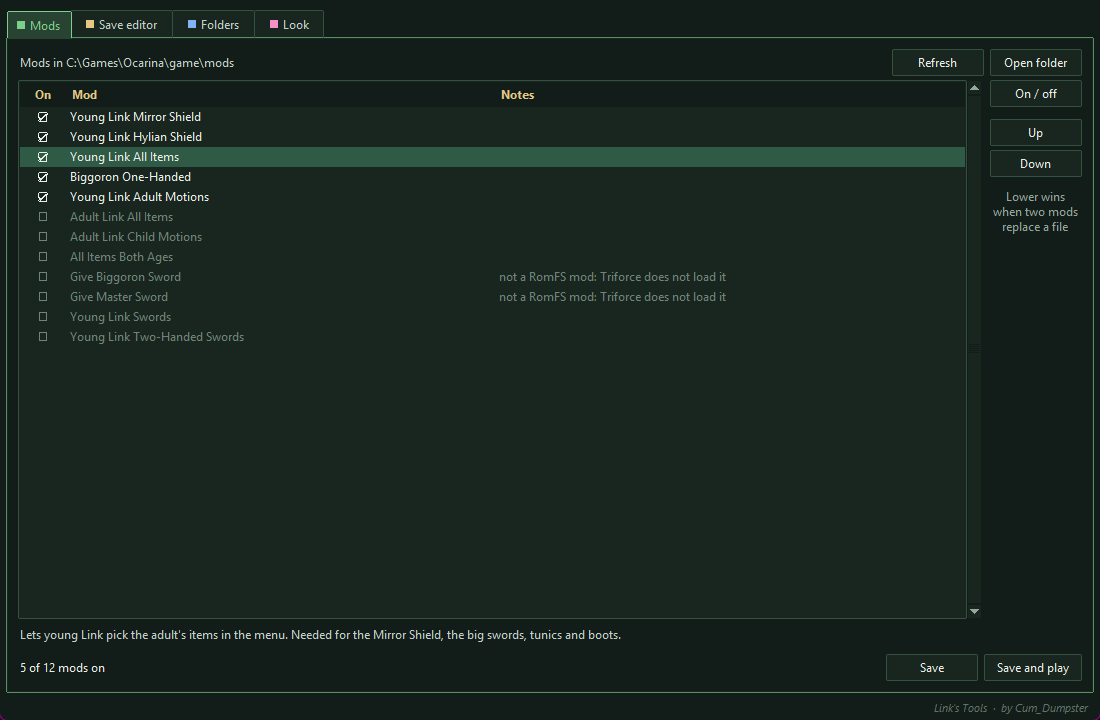 Mods
Save editor
Folders
Look
Mods in C:\Games\Ocarina\game\mods
Refresh
Open folder
On Mod Notes
On / off
Young Link Mirror Shield
Young Link Hylian Shield
Up
Young Link All Items
Down
Biggoron One-Handed
Young Link Adult Motions
Lower wins
when two mods
replace a file
Adult Link All Items
Adult Link Child Motions
All Items Both Ages
Give Biggoron Sword not a RomFS mod: Triforce does not load it
Give Master Sword not a RomFS mod: Triforce does not load it
Young Link Swords
Young Link Two-Handed Swords
Lets young Link pick the adult's items in the menu. Needed for the Mirror Shield, the big swords, tunics and boots.
5 of 12 mods on
Save
Save and play
Link's Tools · by Cum_Dumpster